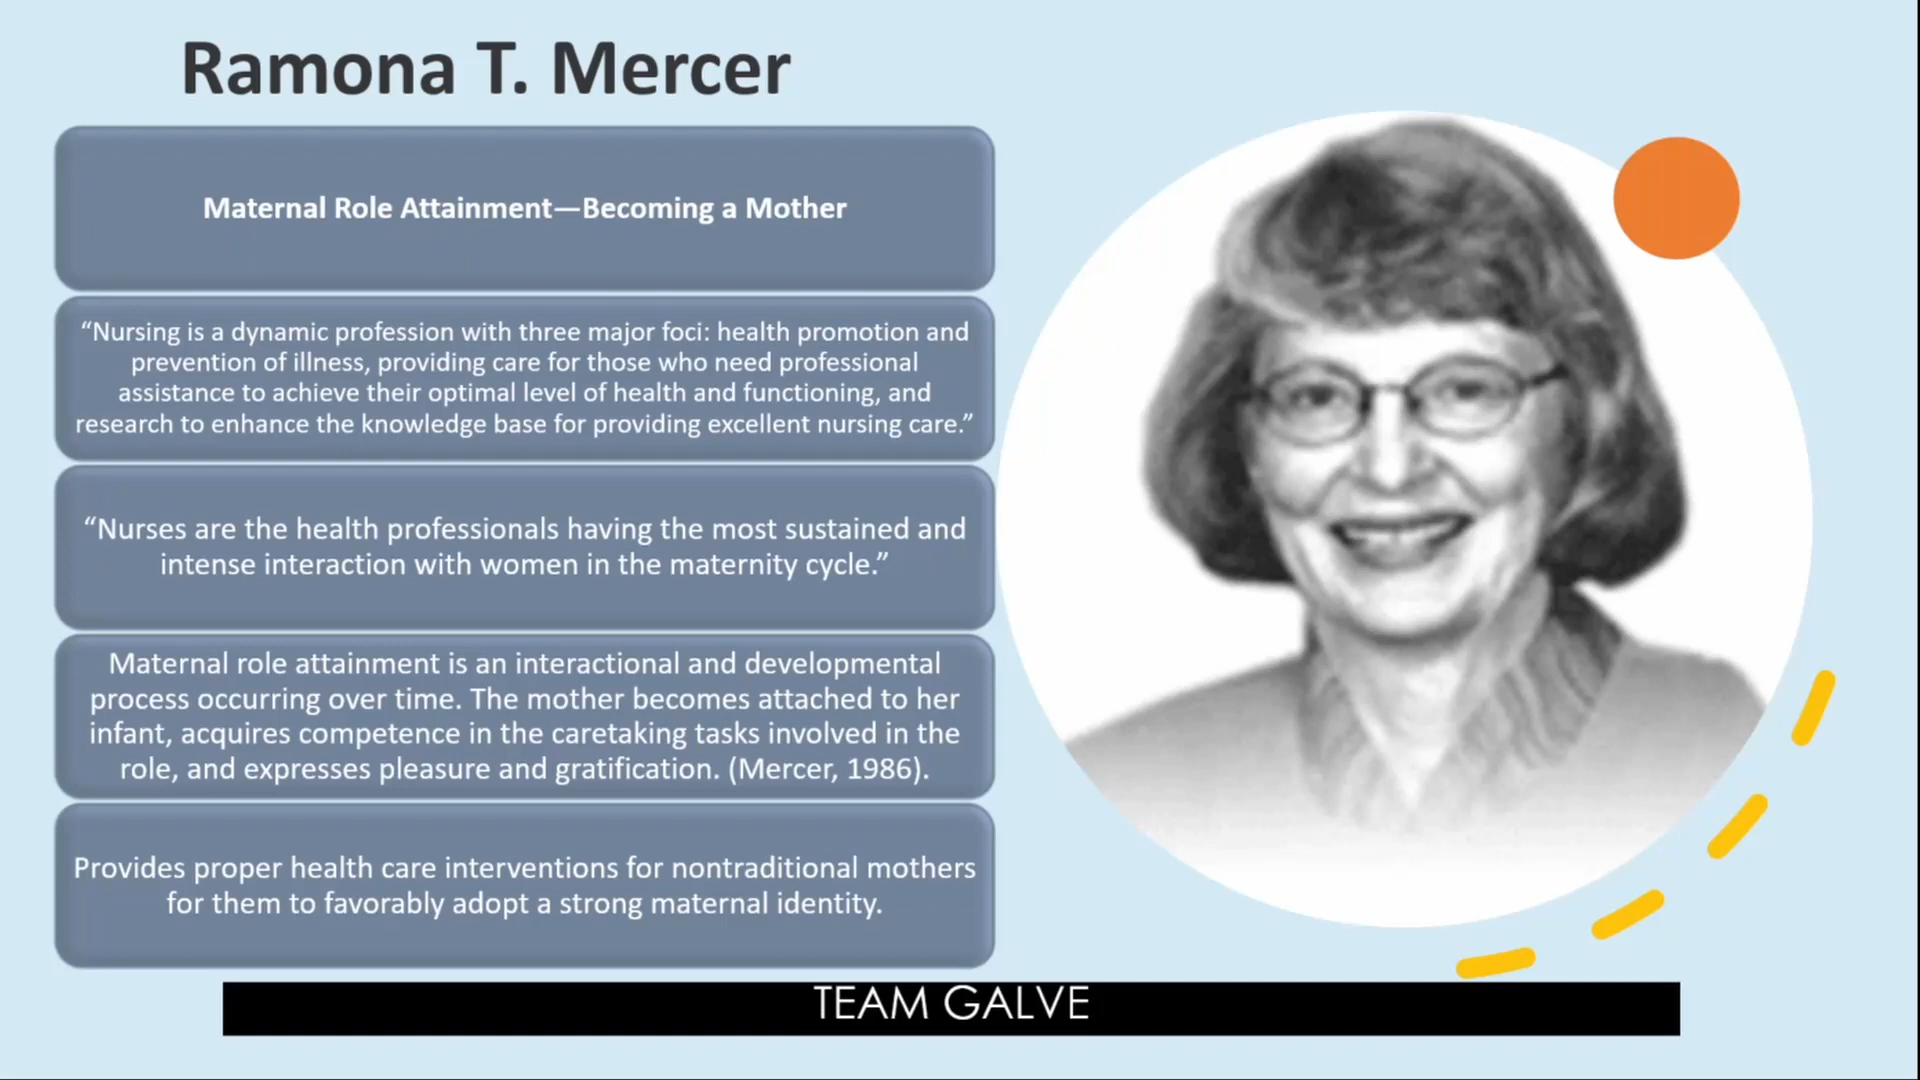 Ramona T. Mercer
Maternal Role Attainment—Becoming a Mother
“Nursing is a dynamic profession with three major foci: health promotion and
prevention of illness, providing care for those who need professional
assistance to achieve their optimal level of health and functioning, and
research to enhance the knowledge base for providing excellent nursing care.”
“Nurses are the health professionals having the most sustained and
intense interaction with women in the maternity cycle.”
Maternal role attainment is an interactional and developmental
process occurring over time. The mother becomes attached to her
infant, acquires competence in the caretaking tasks involved in the
role, and expresses pleasure and gratification. (Mercer, 1986).
Provides proper health care interventions for nontraditional mothers
for them to favorably adopt a strong maternal identity.
TEAM GALVE